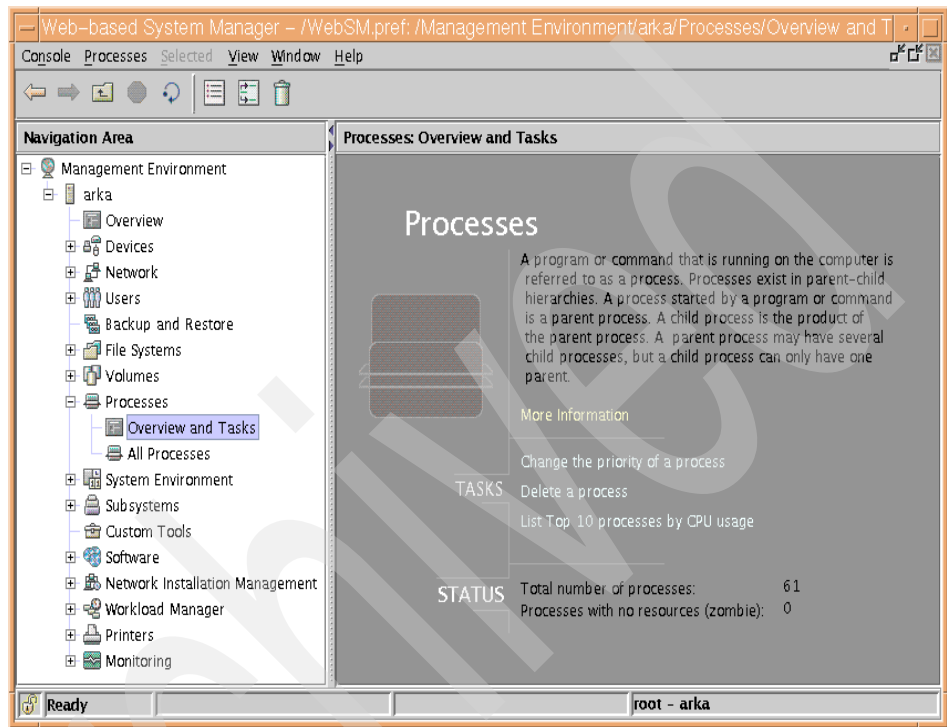 Web-based System Manager - /WebSM.pref: /Management Environment/arka/Processes/Overview and T
Console Processes Selected View Window Help
Navigation Area
Processes: Overview and Tasks
Management Environment
arka
Overview
Devices
Network
Users
Backup and Restore
File Systems
Volumes
Processes
Overview and Tasks
All Processes
System Environment
Subsystems
Custom Tools
Software
Network Installation Management
Workload Manager
Printers
Monitoring
Processes
A program or command that is running on the computer is
referred to as a process. Processes exist in parent-child
hierarchies. A process started by a program or command
is a parent process. A child process is the product of
the parent process. A parent process may have several
child processes, but a child process can only have one
parent.
More Information
TASKS
Change the priority of a process
Delete a process
List Top 10 processes by CPU usage
STATUS
Total number of processes: 61
Processes with no resources (zombie): 0
Ready
root - arka